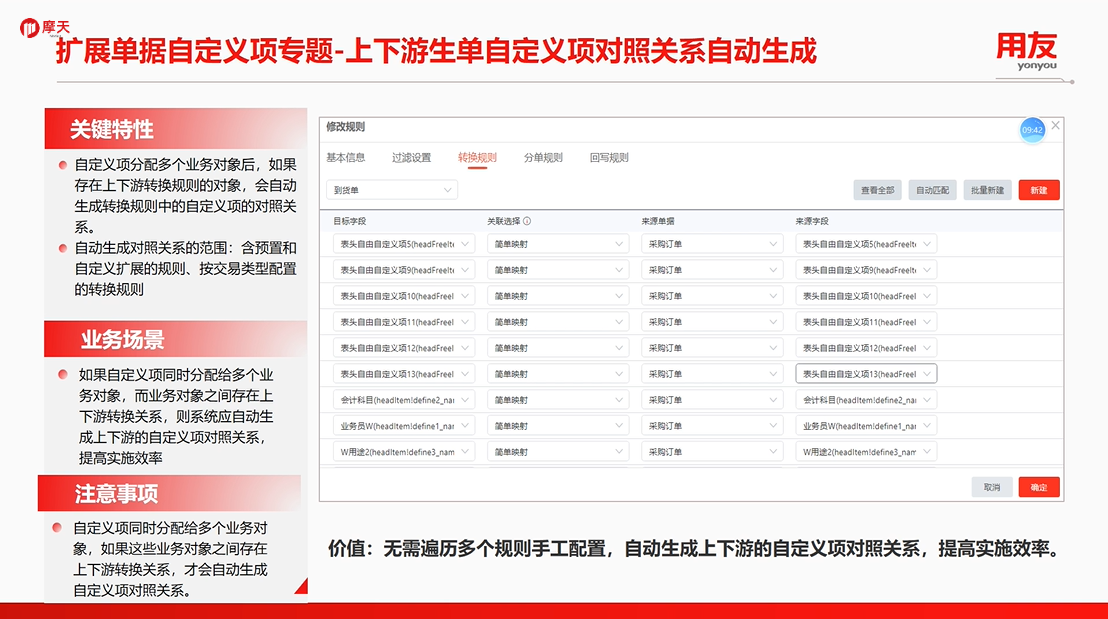 摩天
扩展单据自定义项专题-上下游生单自定义项对照关系自动生成
用友
yonyou
关键特性
自定义项分配多个业务对象后，如果
存在上下游转换规则的对象，会自动
生成转换规则中的自定义项的对照关
系。
自动生成对照关系的范围：含预置和
自定义扩展的规则、按交易类型配置
的转换规则
业务场景
如果自定义项同时分配给多个业
务对象，而业务对象之间存在上
下游转换关系，则系统应自动生
成上下游的自定义项对照关系，
提高实施效率
注意事项
自定义项同时分配给多个业务对
象，如果这些业务对象之间存在
上下游转换关系，才会自动生成
自定义项对照关系。
修改规则
09:42
基本信息 过滤设置 转换规则 分单规则 回写规则
到货单 查看全部 自动匹配 批量新建 新建
目标字段 关联选择 来源单据 来源字段
表头自由自定义项5(headFreeIte 简单映射 采购订单 表头自由自定义项5(headFreeIte
表头自由自定义项9(headFreeIte 简单映射 采购订单 表头自由自定义项9(headFreeIte
表头自由自定义项10(headFreeI 简单映射 采购订单 表头自由自定义项10(headFreeI
表头自由自定义项11(headFreeI 简单映射 采购订单 表头自由自定义项11(headFreeI
表头自由自定义项12(headFreeI 简单映射 采购订单 表头自由自定义项12(headFreeI
表头自由自定义项13(headFreeI 简单映射 采购订单 表头自由自定义项13(headFreeI
会计科目(headItem!define2_nar 简单映射 采购订单 会计科目(headItem!define2_nar
业务员W(headItem!define1_nar 简单映射 采购订单 业务员W(headItem!define1_nar
W用途2(headItem!define3_nam 简单映射 采购订单 W用途2(headItem!define3_nam
取消 确定
价值：无需遍历多个规则手工配置，自动生成上下游的自定义项对照关系，提高实施效率。